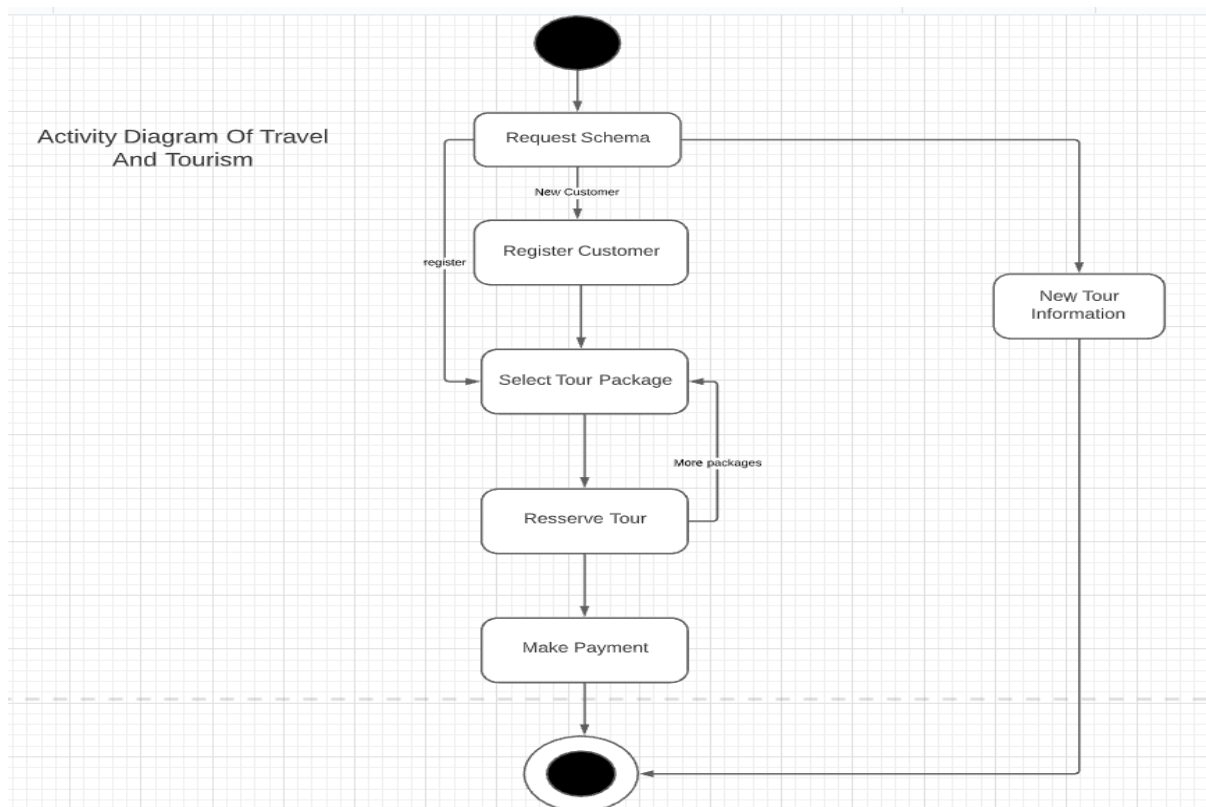 Activity Diagram Of Travel
And Tourism
Request Schema
New Customer
Register Customer
register
New Tour
Information
Select Tour Package
More packages
Resserve Tour
Make Payment